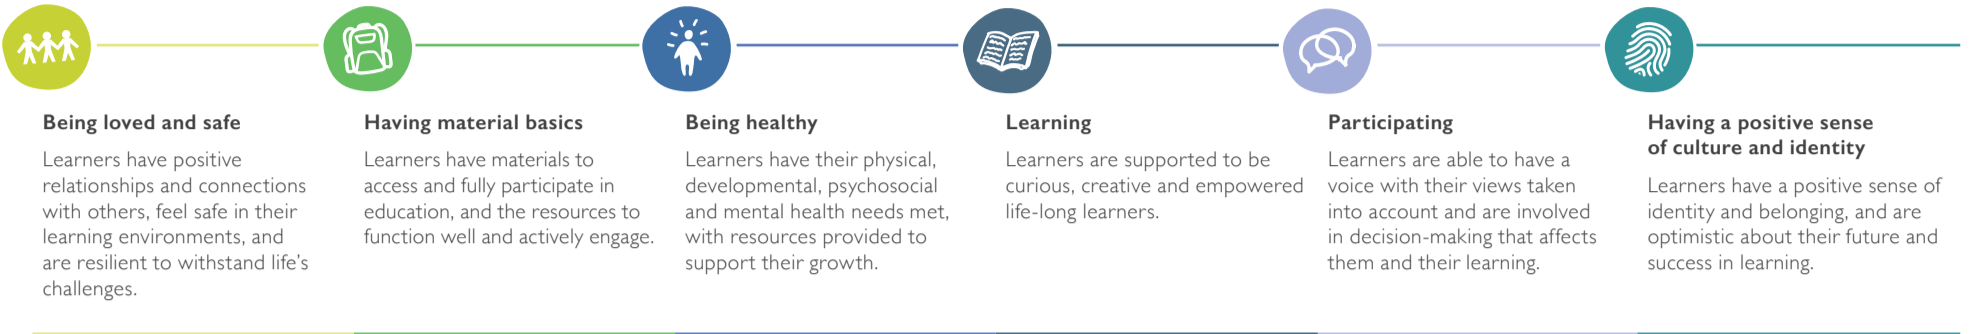 Being loved and safe
Learners have positive
relationships and connections
with others, feel safe in their
learning environments, and
are resilient to withstand life’s
challenges.
Having material basics
Learners have materials to
access and fully participate in
education, and the resources to
function well and actively engage.
Being healthy
Learners have their physical,
developmental, psychosocial
and mental health needs met,
with resources provided to
support their growth.
Learning
Learners are supported to be
curious, creative and empowered
life-long learners.
Participating
Learners are able to have a
voice with their views taken
into account and are involved
in decision-making that affects
them and their learning.
Having a positive sense
of culture and identity
Learners have a positive sense of
identity and belonging, and are
optimistic about their future and
success in learning.